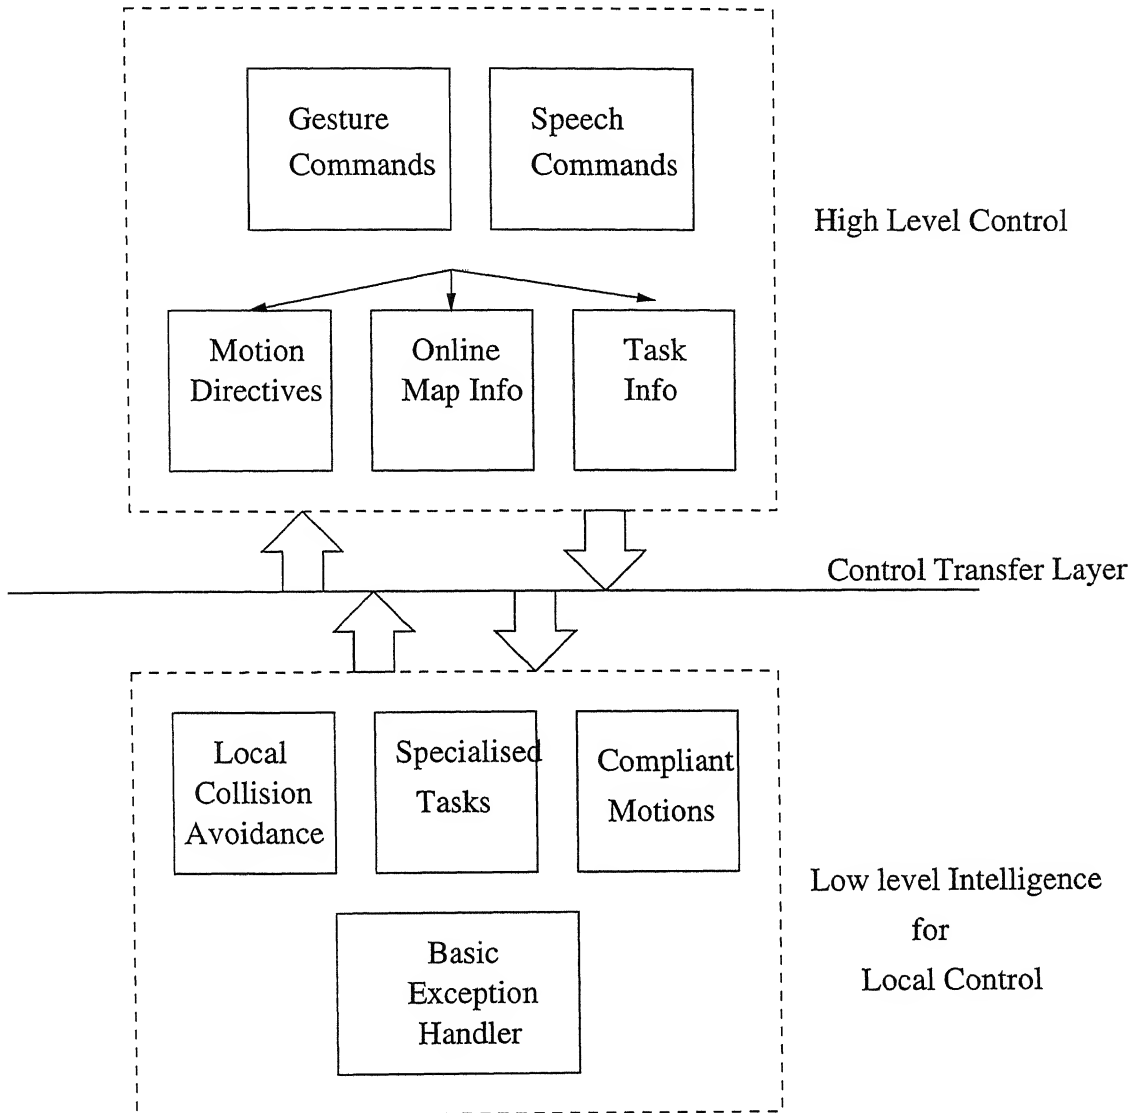 Gesture
Commands
Speech
Commands
High Level Control
Motion
Directives
Online
Map Info
Task
Info
Control Transfer Layer
Local
Collision
Avoidance
Specialised
Tasks
Compliant
Motions
Low level Intelligence
for
Local Control
Basic
Exception
Handler